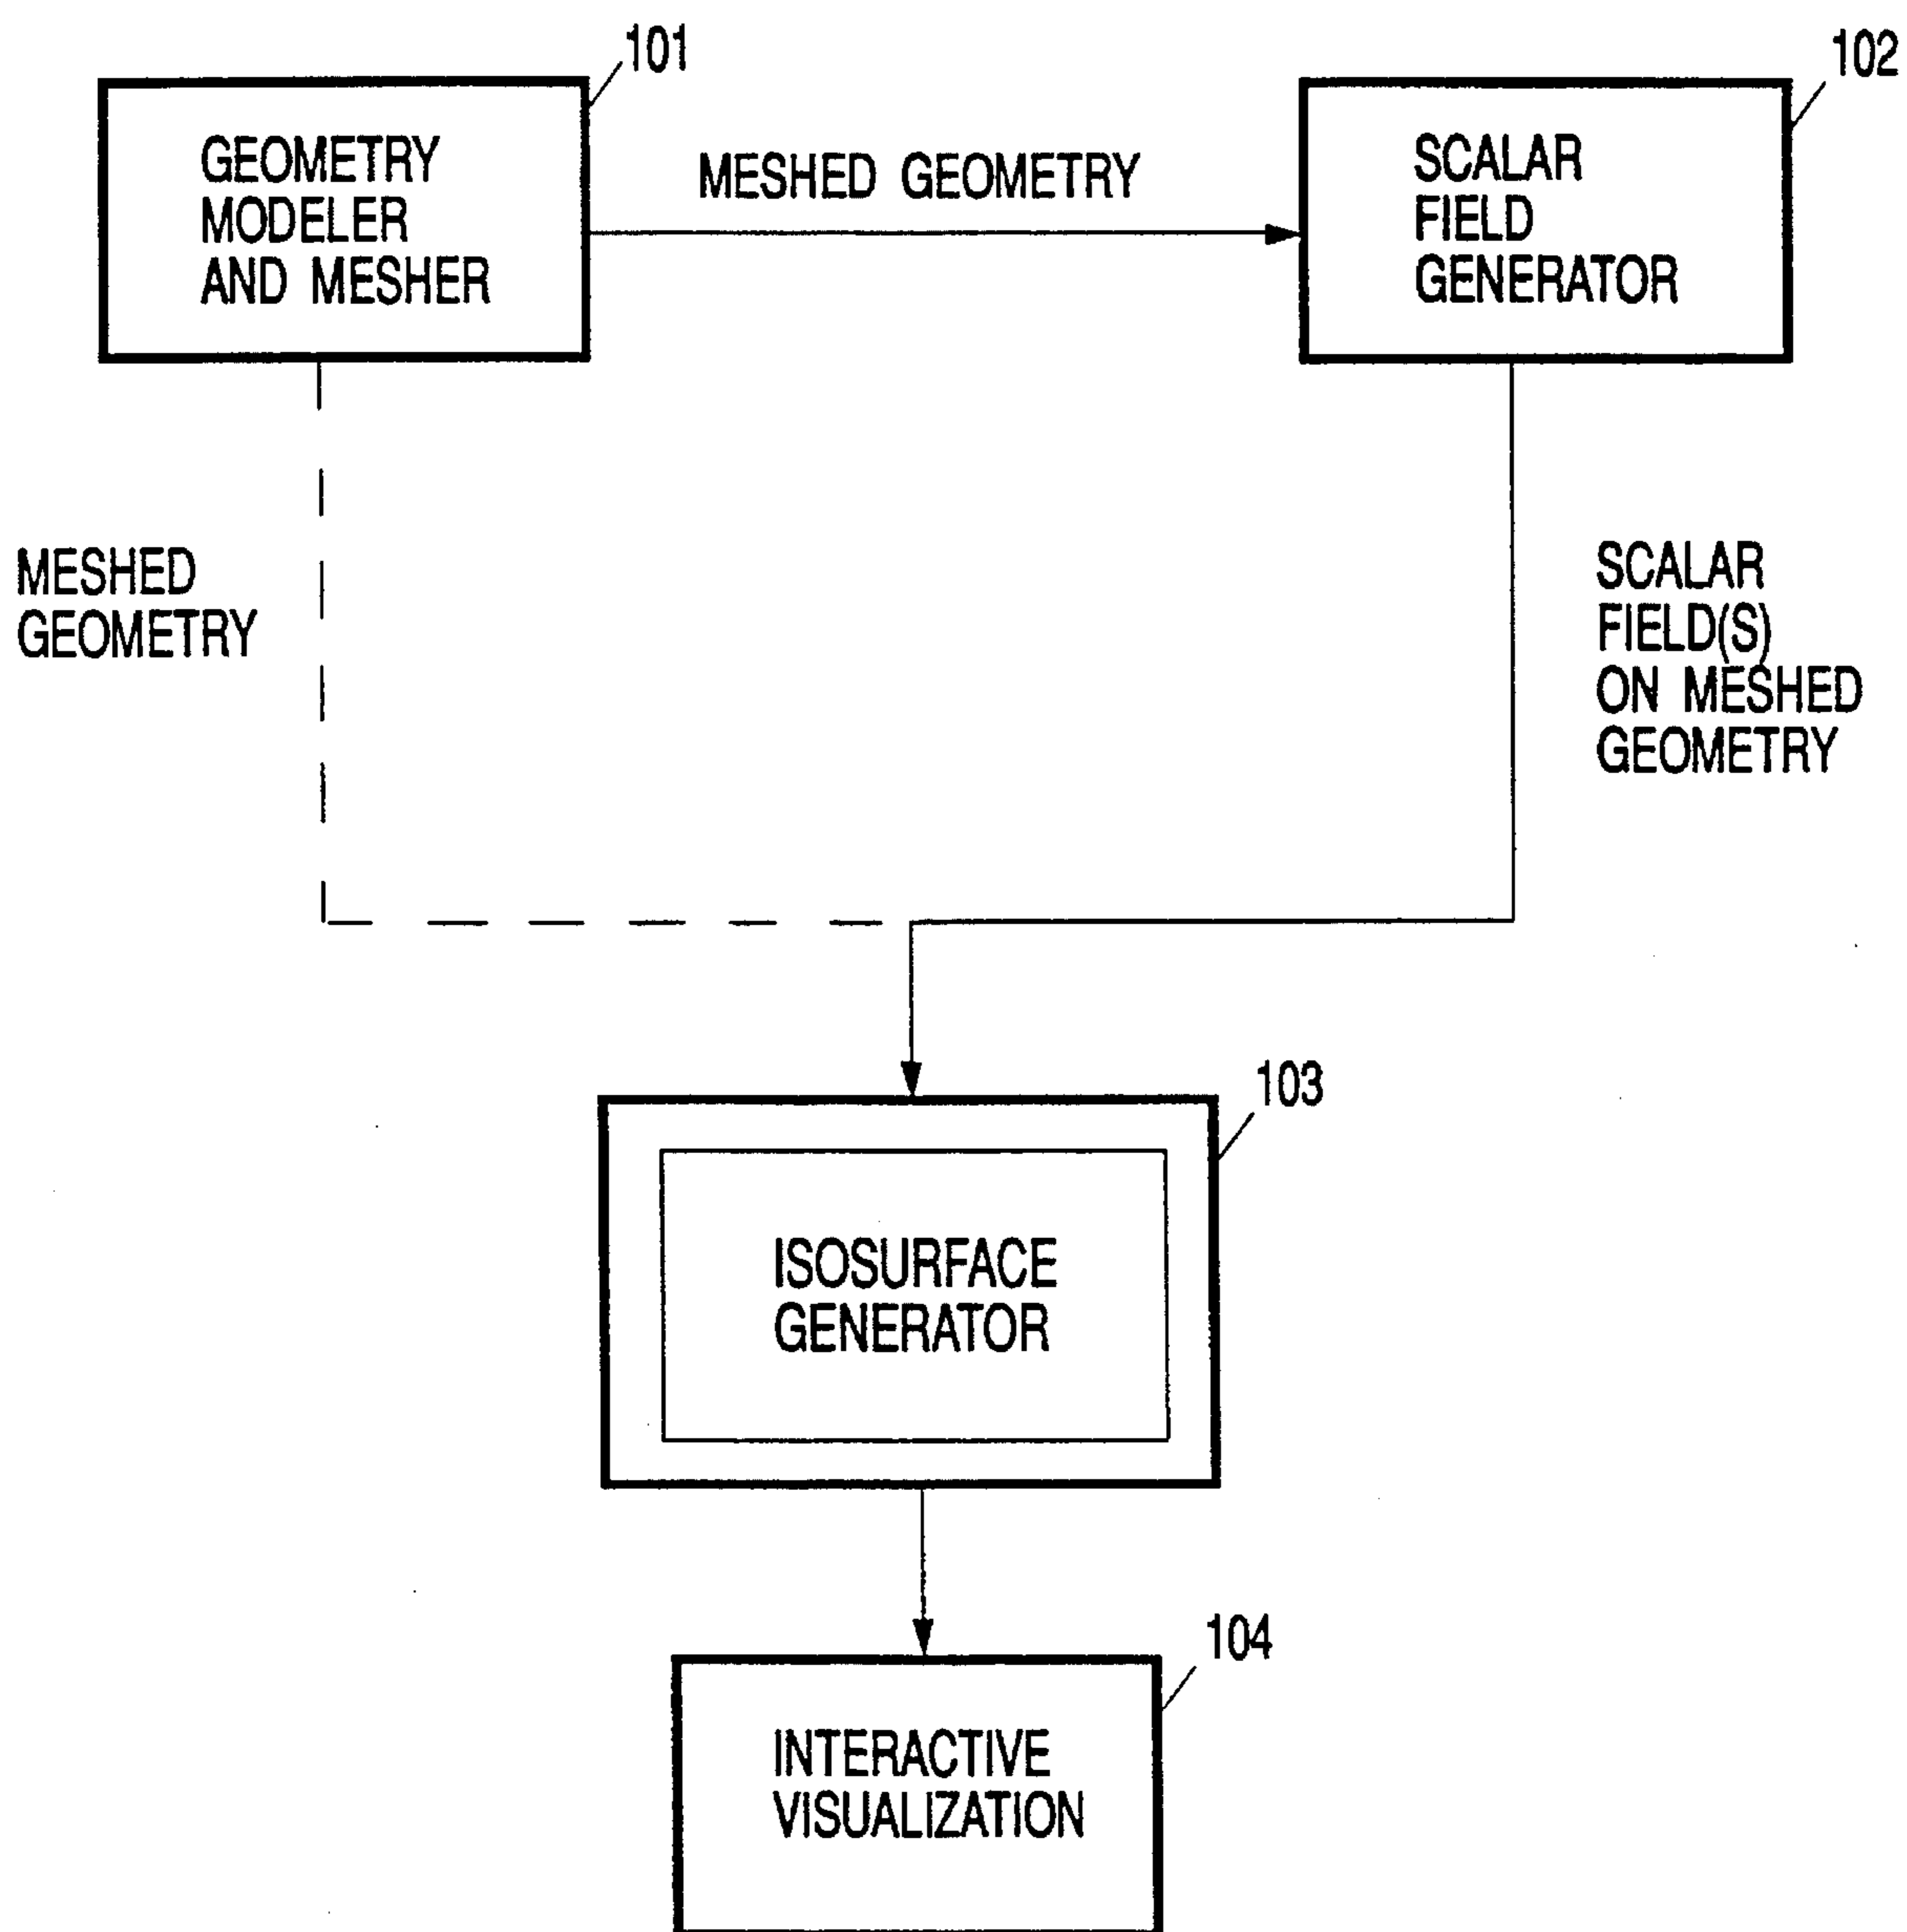 101
GEOMETRY
MODELER
AND MESHER
MESHED GEOMETRY
102
SCALAR
FIELD
GENERATOR
MESHED
GEOMETRY
SCALAR
FIELD(S)
ON MESHED
GEOMETRY
103
ISOSURFACE
GENERATOR
104
INTERACTIVE
VISUALIZATION